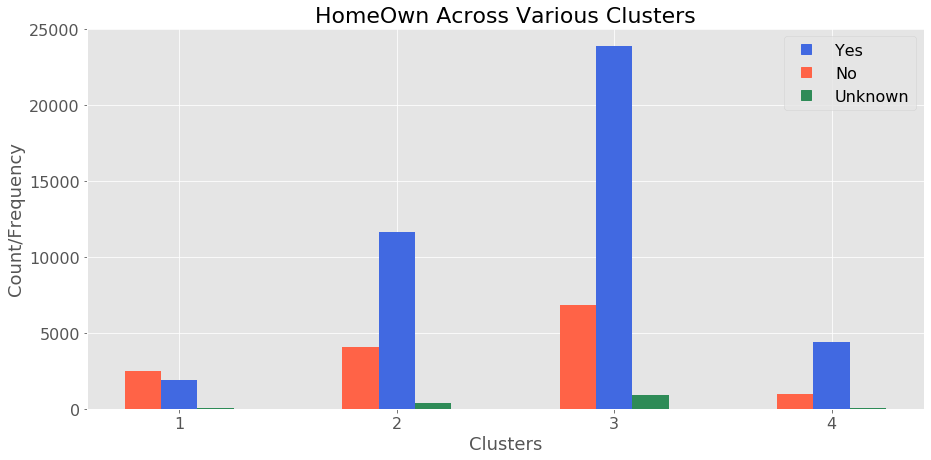 HomeOwn Across Various Clusters
25000
20000
15000
10000
5000
0
Count/Frequency
Yes
No
Unknown
1 2 3 4
Clusters